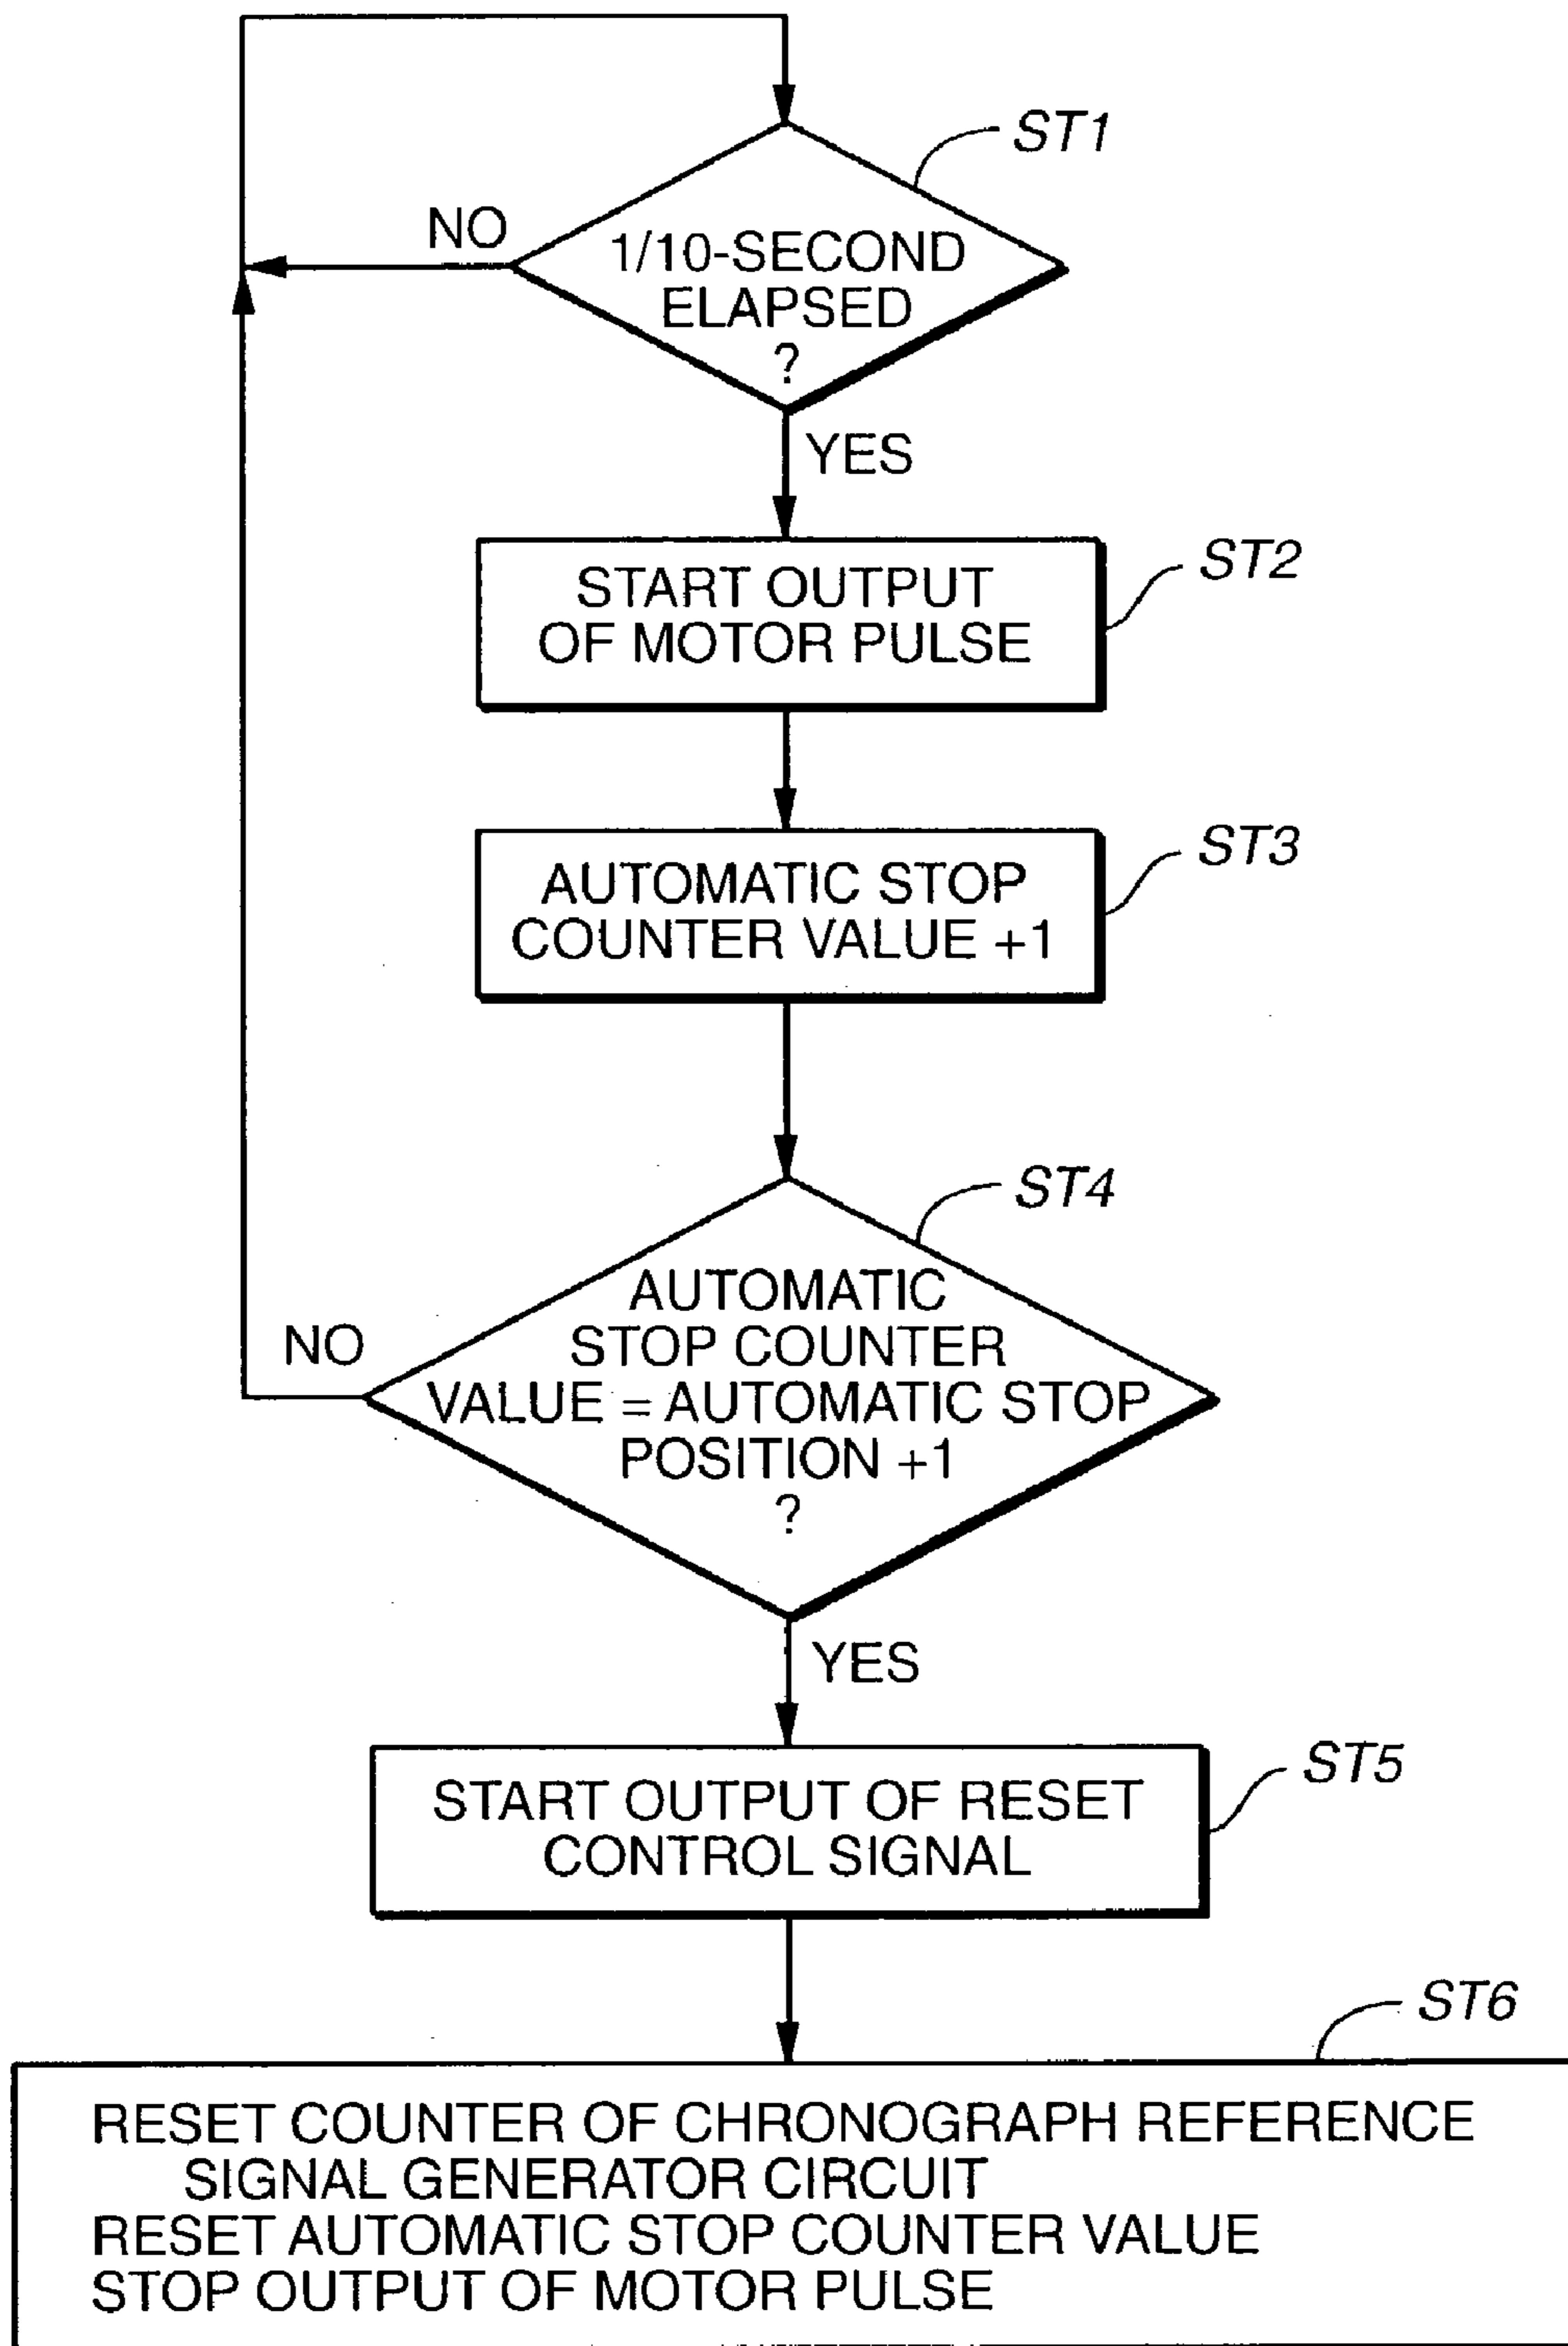 ST1
NO
1/10-SECOND
ELAPSED
?
YES
ST2
START OUTPUT
OF MOTOR PULSE
ST3
AUTOMATIC STOP
COUNTER VALUE +1
ST4
AUTOMATIC
STOP COUNTER
VALUE = AUTOMATIC STOP
POSITION +1
?
NO
YES
ST5
START OUTPUT OF RESET
CONTROL SIGNAL
ST6
RESET COUNTER OF CHRONOGRAPH REFERENCE
SIGNAL GENERATOR CIRCUIT
RESET AUTOMATIC STOP COUNTER VALUE
STOP OUTPUT OF MOTOR PULSE